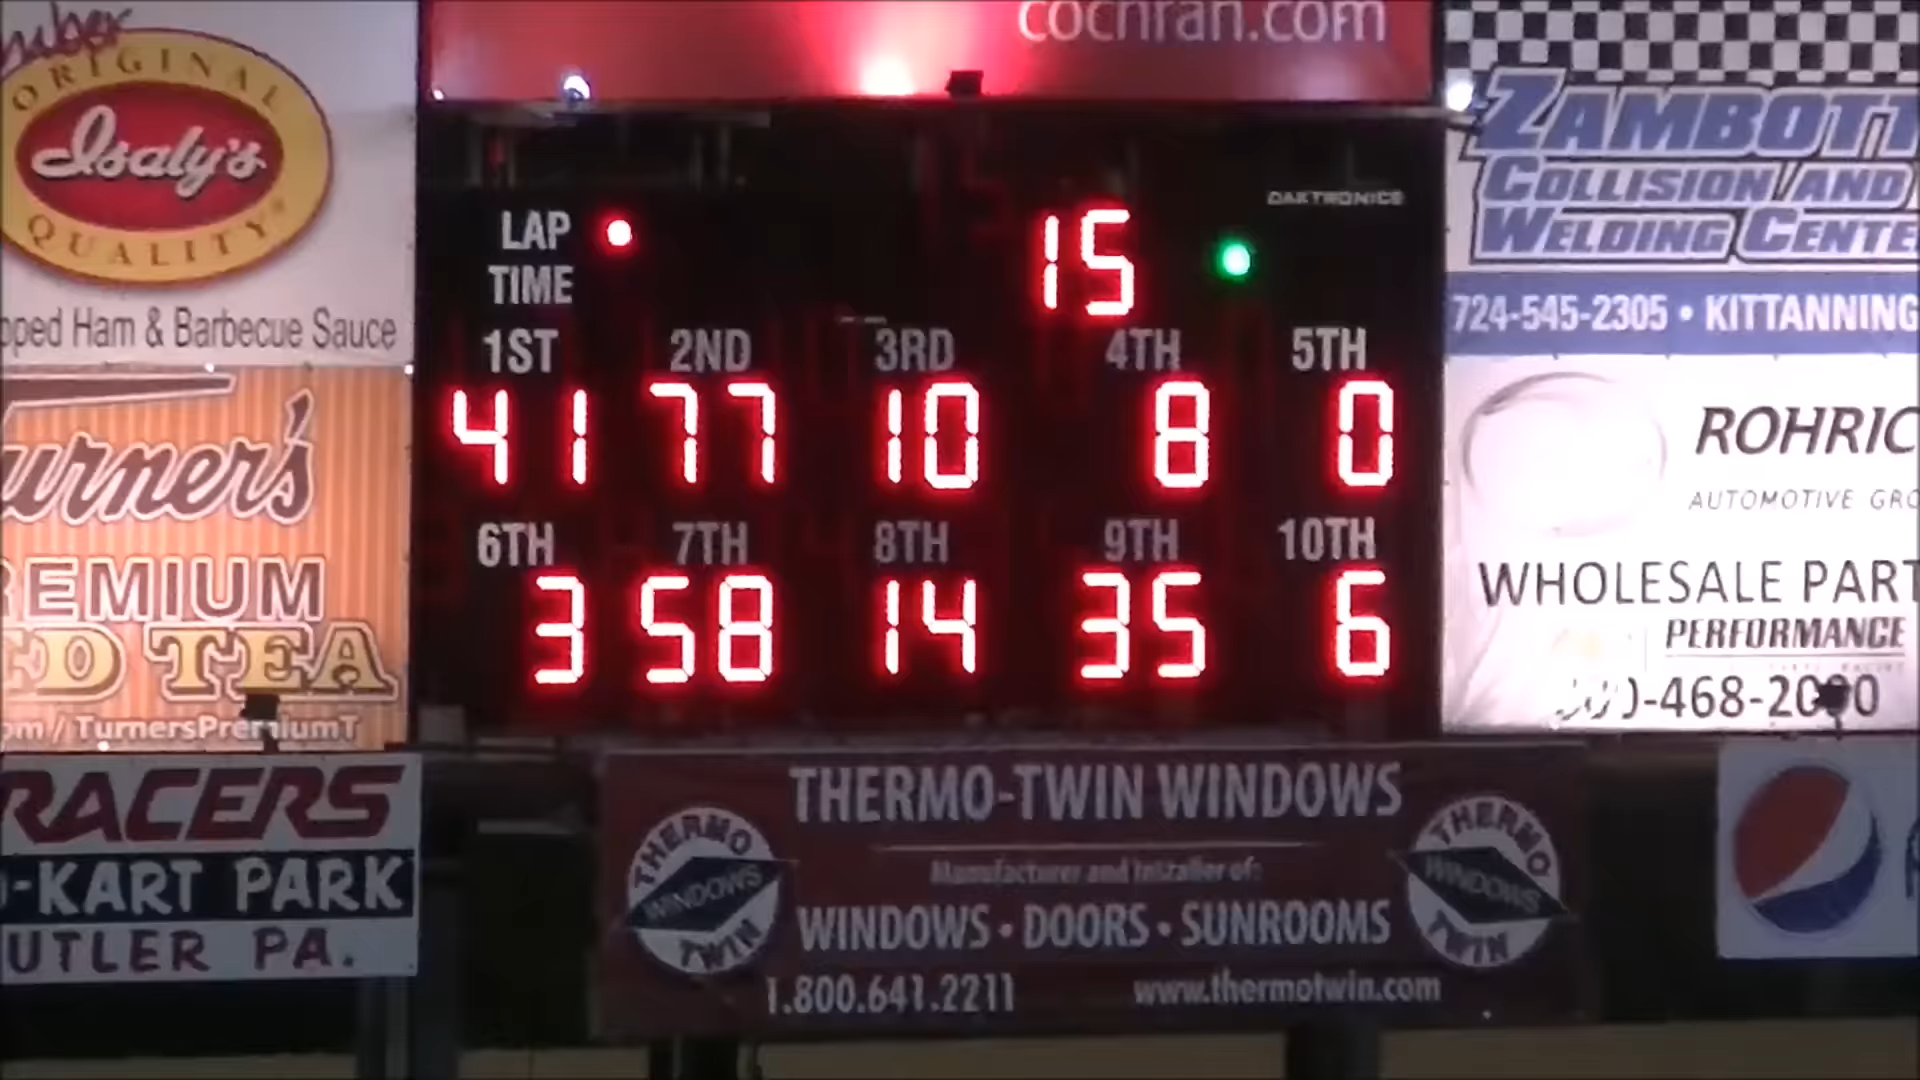 cochran.com
ORIGINAL
Isaly's
QUALITY
Ham & Barbecue Sauce
LAP
TIME
15
DAKTRONICS
1ST 2ND 3RD 4TH 5TH
41 77 10 8 0
6TH 7TH 8TH 9TH 10TH
3 58 14 35 6
ZAMBOTT
COLLISION AND
WELDING CENTE
724-545-2305 • KITTANNING
ROHRIC
AUTOMOTIVE GRO
WHOLESALE PART
PERFORMANCE
urner's
REMIUM
ED TEA
om / TurnersPremiumT
RACERS
-KART PARK
UTLER PA.
THERMO-TWIN WINDOWS
Manufacturer and Installer of:
WINDOWS • DOORS • SUNROOMS
1.800.641.2211 www.thermotwin.com
THERMO
WINDOWS
TWIN
THERMO
WINDOWS
TWIN